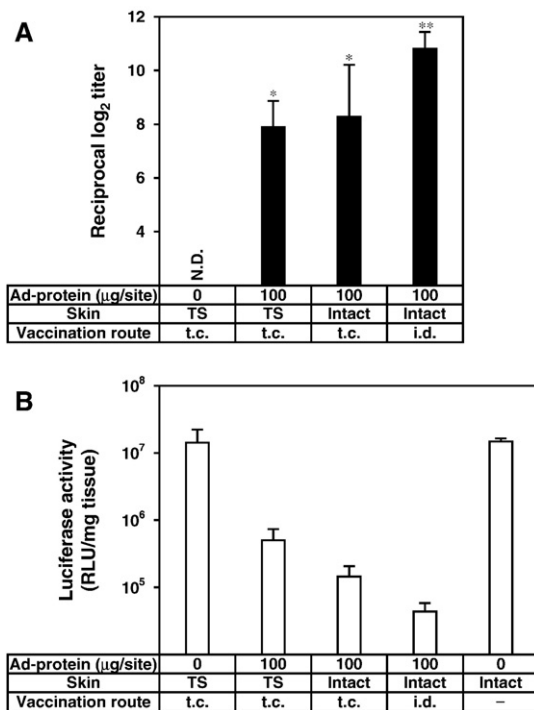 A
12
10
8
6
4
Reciprocal log2 titer
N.D.
*
*
**
Ad-protein (μg/site) 0 100 100 100
Skin TS TS Intact Intact
Vaccination route t.c. t.c. t.c. i.d.
B
10^8
10^7
10^6
10^5
Luciferase activity
(RLU/mg tissue)
Ad-protein (μg/site) 0 100 100 100 0
Skin TS TS Intact Intact Intact
Vaccination route t.c. t.c. t.c. i.d. –